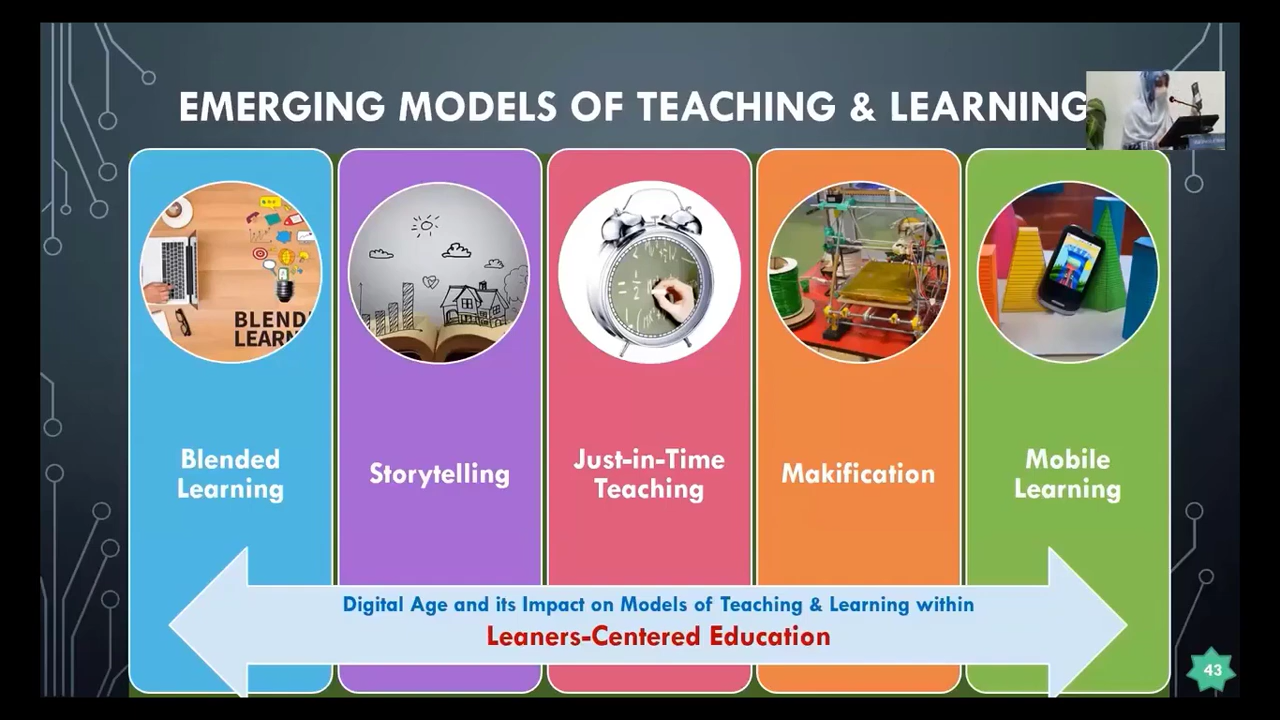 EMERGING MODELS OF TEACHING & LEARNING
BLEND
LEARN
Blended
Learning
Storytelling
Just-in-Time
Teaching
Makification
Mobile
Learning
Digital Age and its Impact on Models of Teaching & Learning within
Leaners-Centered Education
43